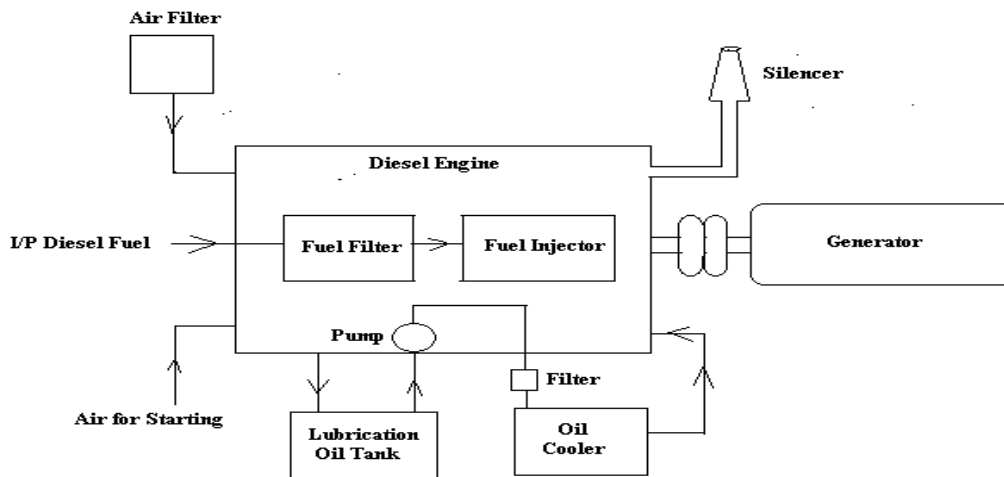 Air Filter
Silencer
Diesel Engine
I/P Diesel Fuel
Fuel Filter
Fuel Injector
Generator
Pump
Filter
Air for Starting
Lubrication
Oil Tank
Oil
Cooler